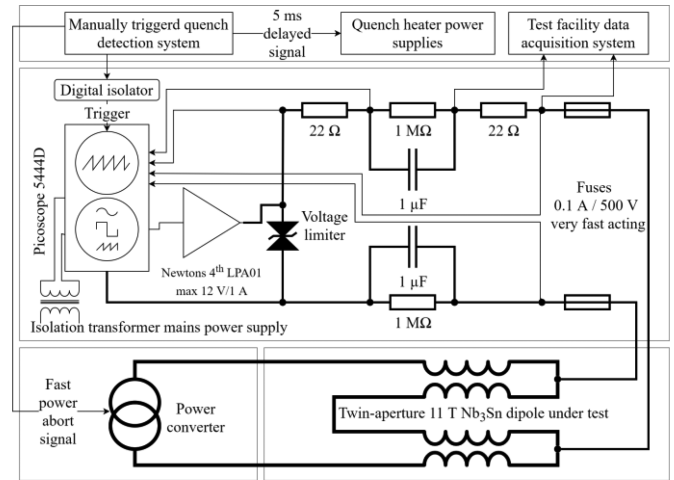 Manually triggerd quench
detection system
5 ms
delayed
signal
Quench heater power
supplies
Test facility data
acquisition system
Digital isolator
Trigger
Picoscope 5444D
22 Ω
1 MΩ
22 Ω
1 µF
Fuses
0.1 A / 500 V
very fast acting
Voltage
limiter
Newtons 4th LPA01
max 12 V/1 A
1 µF
1 MΩ
Isolation transformer mains power supply
Fast
power
abort
signal
Power
converter
Twin-aperture 11 T Nb3Sn dipole under test